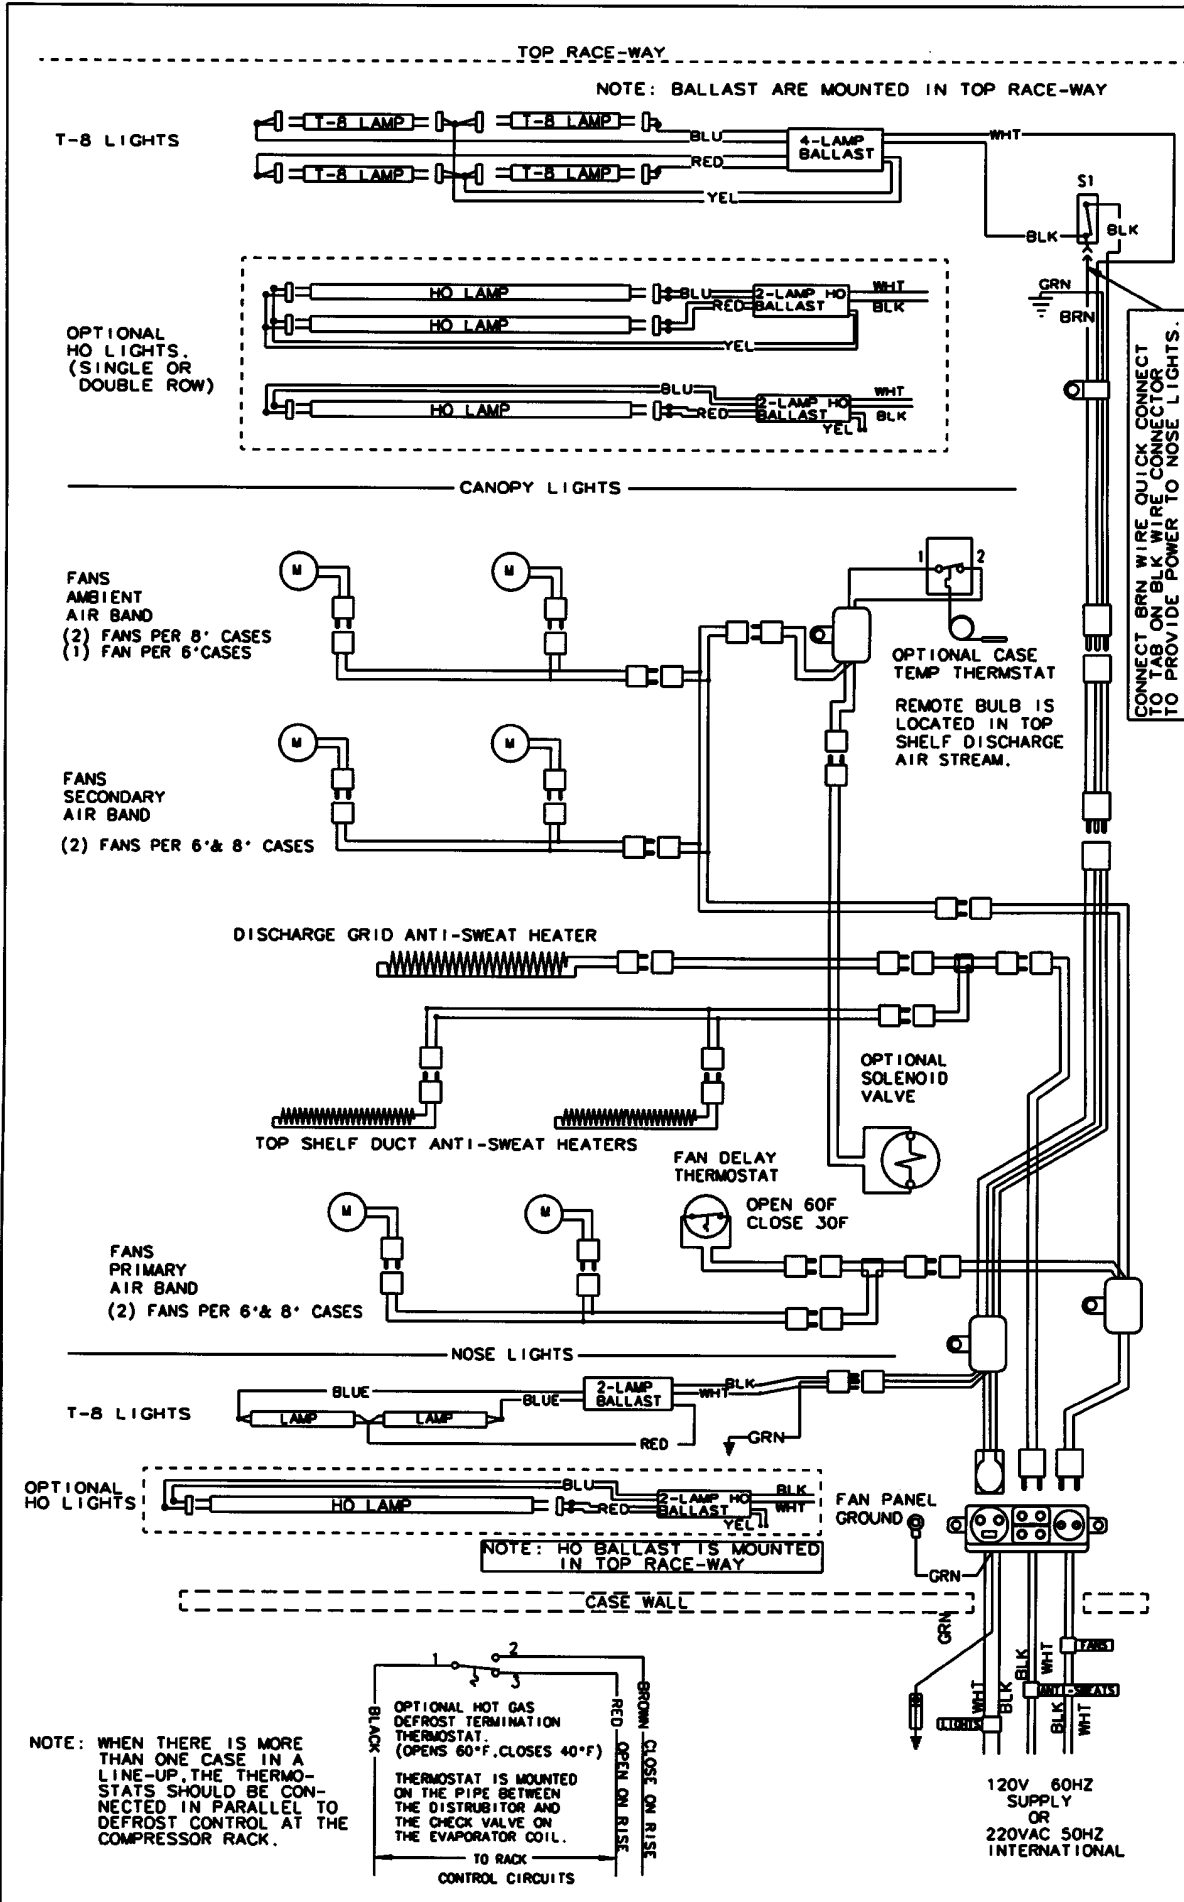 TOP RACE-WAY
NOTE: BALLAST ARE MOUNTED IN TOP RACE-WAY
T-8 LIGHTS
T-8 LAMP
T-8 LAMP
BLU
4-LAMP
BALLAST
WHT
RED
T-8 LAMP
T-8 LAMP
YEL
S1
BLK
BLK
GRN
BRN
OPTIONAL
HO LIGHTS.
(SINGLE OR
DOUBLE ROW)
HO LAMP
BLU
2-LAMP HO
BALLAST
WHT
BLK
RED
HO LAMP
YEL
BLU
HO LAMP
RED
2-LAMP HO
BALLAST
WHT
BLK
YEL
CONNECT BRN WIRE QUICK CONNECT
TO TAB ON BLK WIRE CONNECTOR
TO PROVIDE POWER TO NOSE LIGHTS.
CANOPY LIGHTS
FANS
AMBIENT
AIR BAND
(2) FANS PER 8' CASES
(1) FAN PER 6'CASES
M
M
1
2
OPTIONAL CASE
TEMP THERMSTAT
REMOTE BULB IS
LOCATED IN TOP
SHELF DISCHARGE
AIR STREAM.
FANS
SECONDARY
AIR BAND
(2) FANS PER 6'& 8' CASES
M
M
DISCHARGE GRID ANTI-SWEAT HEATER
OPTIONAL
SOLENOID
VALVE
TOP SHELF DUCT ANTI-SWEAT HEATERS
FAN DELAY
THERMOSTAT
OPEN 60F
CLOSE 30F
M
M
FANS
PRIMARY
AIR BAND
(2) FANS PER 6'& 8' CASES
NOSE LIGHTS
T-8 LIGHTS
BLUE
2-LAMP
BALLAST
BLK
WHT
BLUE
LAMP
LAMP
RED
GRN
OPTIONAL
HO LIGHTS
BLU
HO LAMP
RED
2-LAMP HO
BALLAST
BLK
WHT
YEL
FAN PANEL
GROUND
NOTE: HO BALLAST IS MOUNTED
IN TOP RACE-WAY
GRN
CASE WALL
GRN
WHT
BLK
BLK
WHT
BLK
WHT
FANS
ANTI-SWEATS
LIGHTS
1
2
3
BLACK
OPTIONAL HOT GAS
DEFROST TERMINATION
THERMOSTAT.
(OPENS 60°F.CLOSES 40°F)
THERMOSTAT IS MOUNTED
ON THE PIPE BETWEEN
THE DISTRUBITOR AND
THE CHECK VALVE ON
THE EVAPORATOR COIL.
RED OPEN ON RISE
BROWN CLOSE ON RISE
TO RACK
CONTROL CIRCUITS
NOTE: WHEN THERE IS MORE
THAN ONE CASE IN A
LINE-UP,THE THERMO-
STATS SHOULD BE CON-
NECTED IN PARALLEL TO
DEFROST CONTROL AT THE
COMPRESSOR RACK.
120V 60HZ
SUPPLY
OR
220VAC 50HZ
INTERNATIONAL